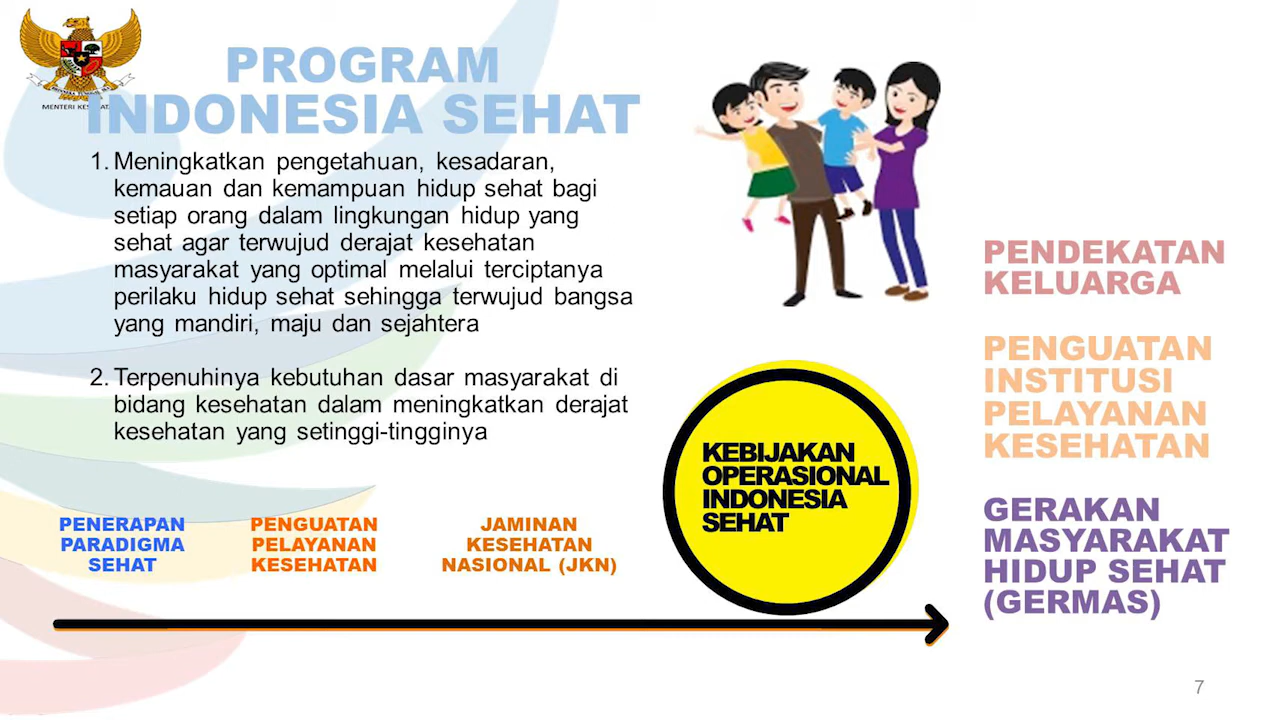 MENTERI KESEHATAN
PROGRAM
INDONESIA SEHAT
1. Meningkatkan pengetahuan, kesadaran,
kemauan dan kemampuan hidup sehat bagi
setiap orang dalam lingkungan hidup yang
sehat agar terwujud derajat kesehatan
masyarakat yang optimal melalui terciptanya
perilaku hidup sehat sehingga terwujud bangsa
yang mandiri, maju dan sejahtera
2. Terpenuhinya kebutuhan dasar masyarakat di
bidang kesehatan dalam meningkatkan derajat
kesehatan yang setinggi-tingginya
PENERAPAN
PARADIGMA
SEHAT
PENGUATAN
PELAYANAN
KESEHATAN
JAMINAN
KESEHATAN
NASIONAL (JKN)
KEBIJAKAN
OPERASIONAL
INDONESIA
SEHAT
PENDEKATAN
KELUARGA
PENGUATAN
INSTITUSI
PELAYANAN
KESEHATAN
GERAKAN
MASYARAKAT
HIDUP SEHAT
(GERMAS)
7